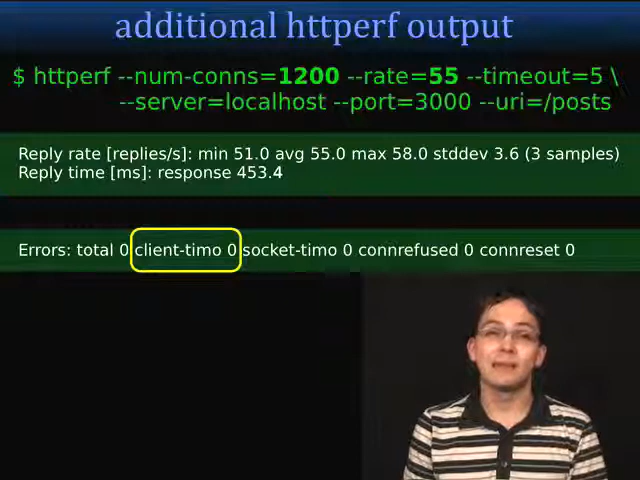 additional httperf output
$ httperf --num-conns=1200 --rate=55 --timeout=5 \
--server=localhost --port=3000 --uri=/posts
Reply rate [replies/s]: min 51.0 avg 55.0 max 58.0 stddev 3.6 (3 samples)
Reply time [ms]: response 453.4
Errors: total 0 client-timo 0 socket-timo 0 connrefused 0 connreset 0